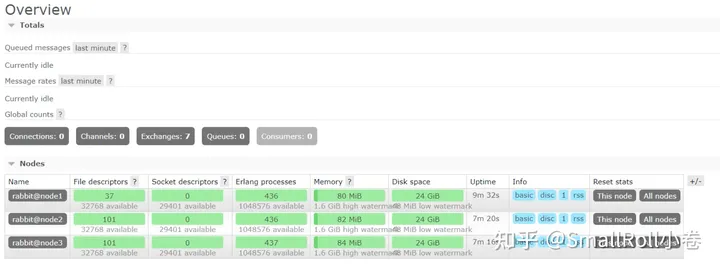 Overview
Totals
Queued messages last minute ?
Currently idle
Message rates last minute ?
Currently idle
Global counts ?
Connections: 0 Channels: 0 Exchanges: 7 Queues: 0 Consumers: 0
Nodes
Name File descriptors ? Socket descriptors ? Erlang processes Memory ? Disk space Uptime Info Reset stats +/-
rabbit@node1 37 0 436 80 MiB 24 GiB 9m 32s basic disc 1 rss This node All nodes
32768 available 29401 available 1048576 available 1.6 GiB high watermark 48 MiB low watermark
rabbit@node2 101 0 436 82 MiB 24 GiB 7m 20s basic disc 1 rss This node All nodes
32768 available 29401 available 1048576 available 1.6 GiB high watermark 48 MiB low watermark
rabbit@node3 101 0 437 84 MiB 24 GiB 7m 16s basic disc 1 rss
32768 available 29401 available 1048576 available 1.6 GiB high watermark 48 MiB low watermark
知乎 @SmallRoll小卷